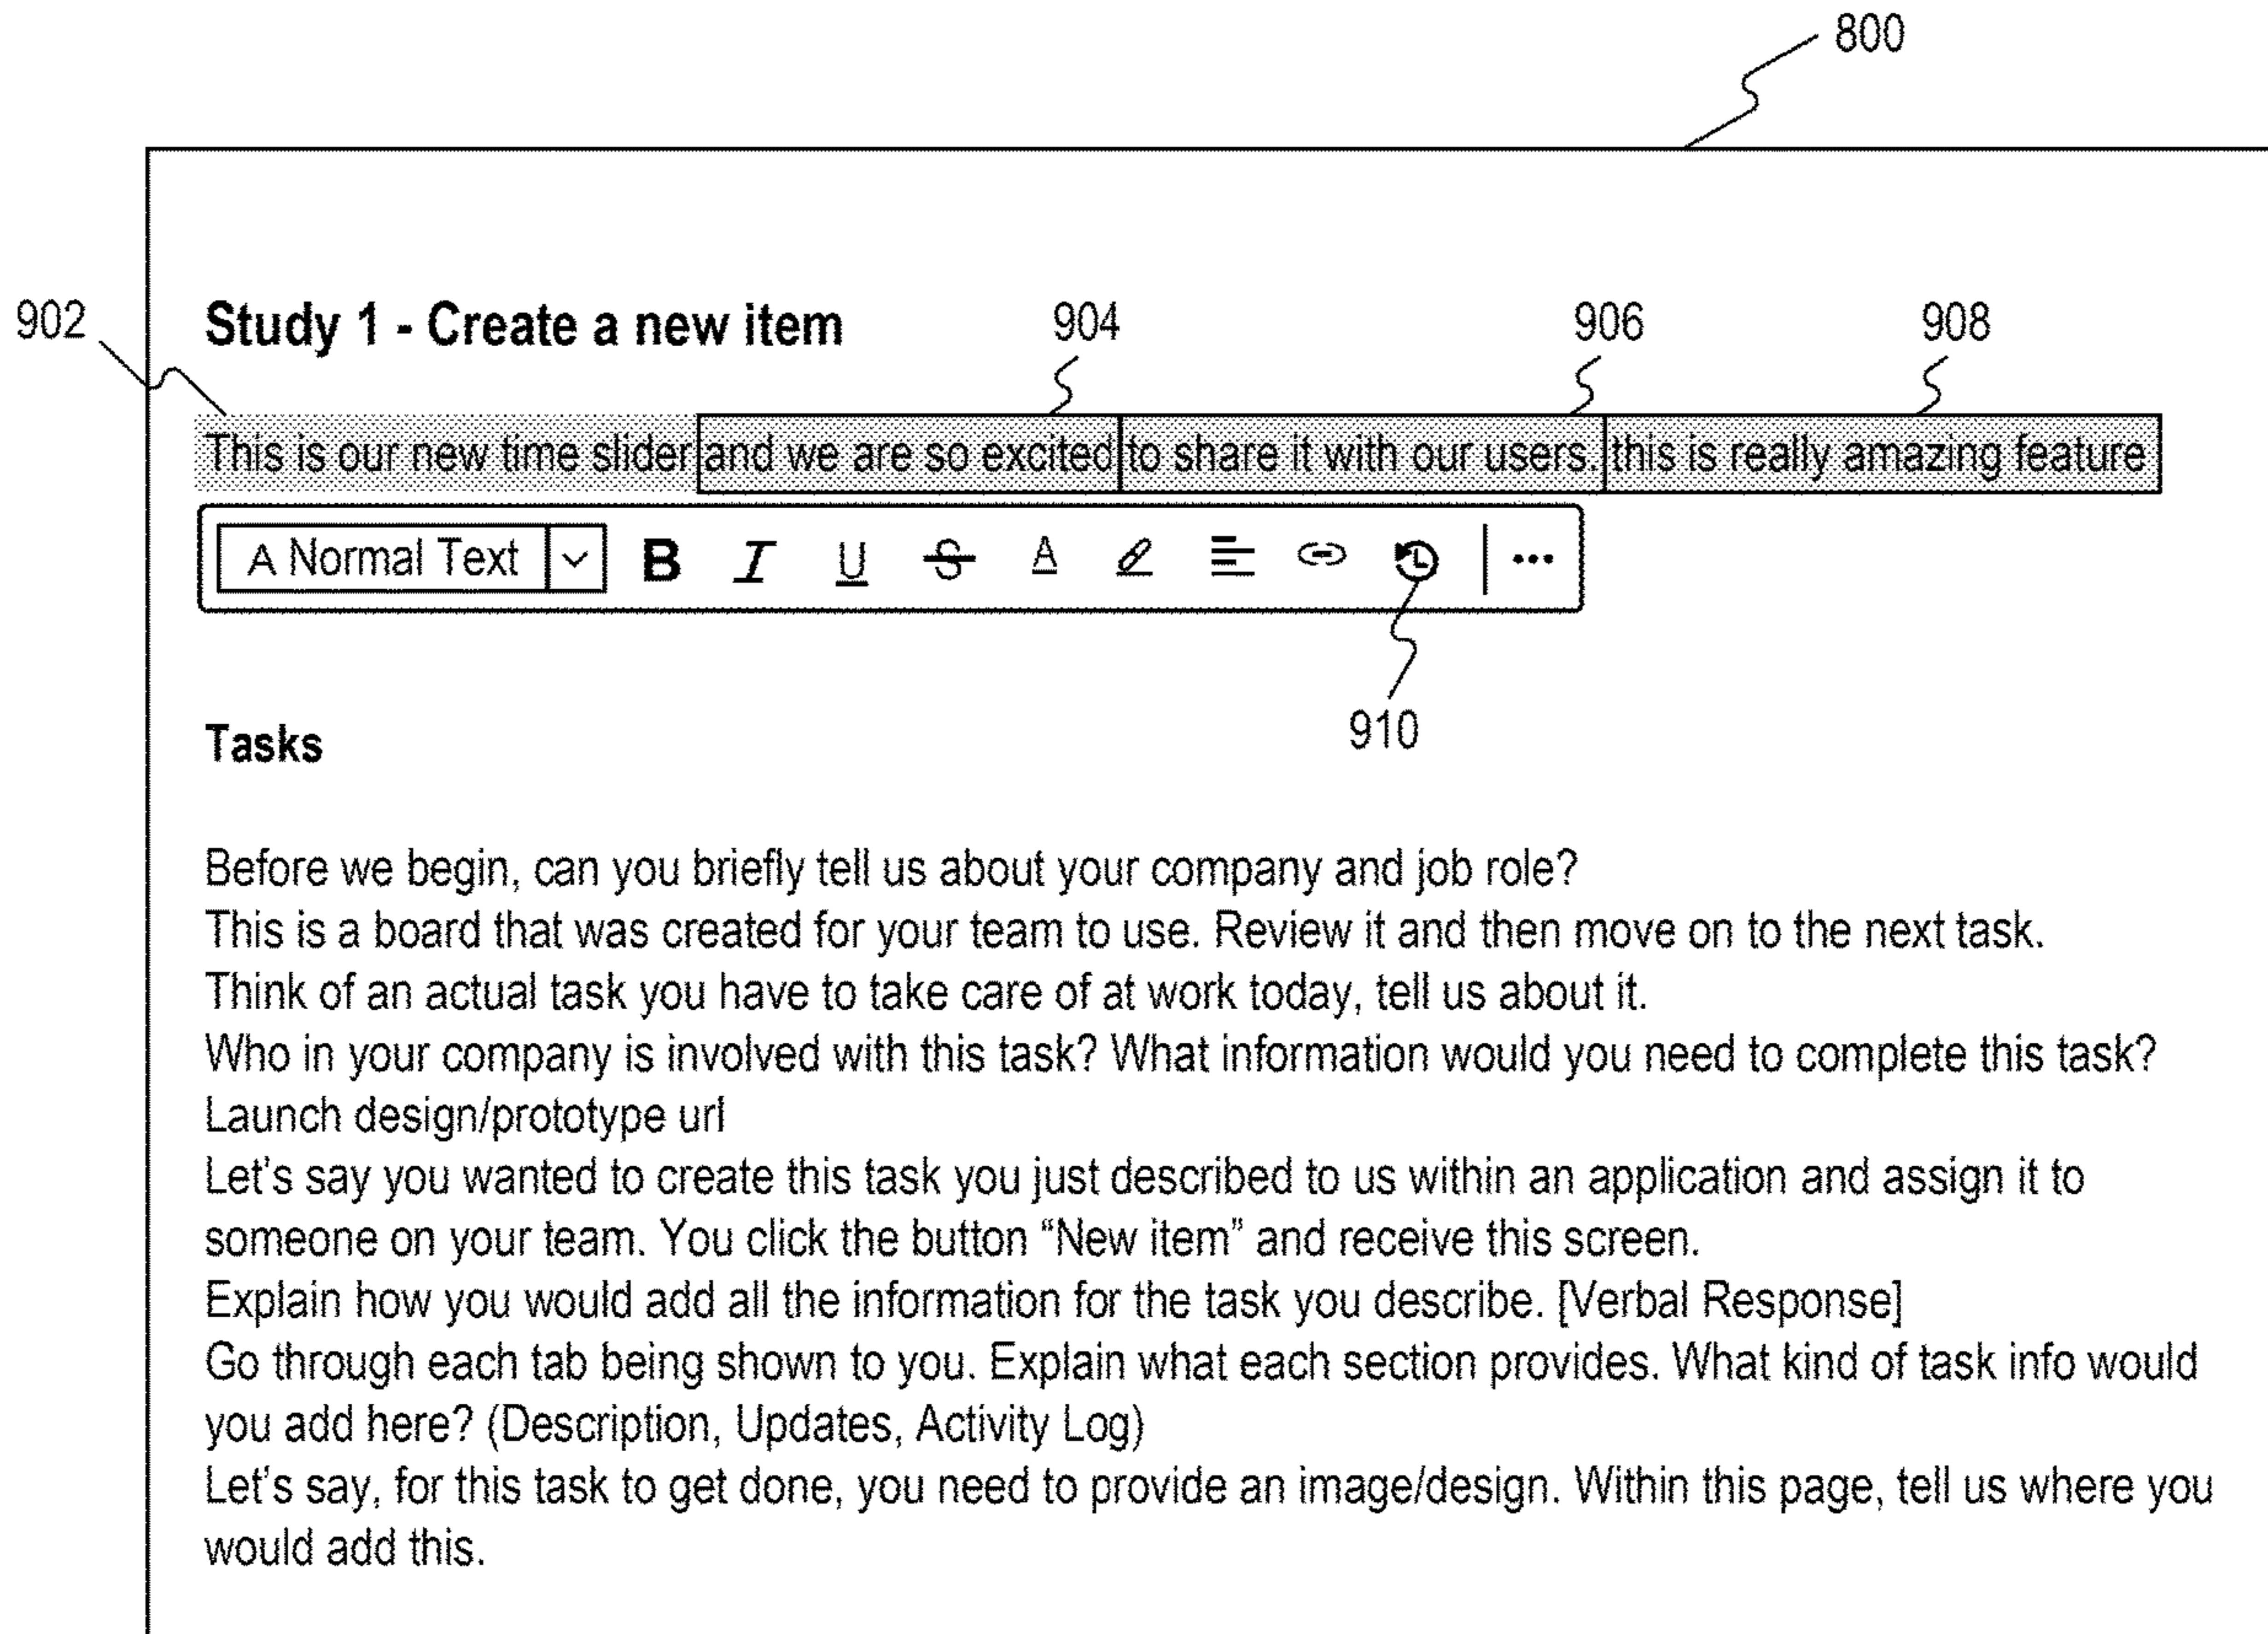 800
902
Study 1 - Create a new item
904
906
908
This is our new time slider and we are so excited to share it with our users. this is really amazing feature
A Normal Text B I U S A
910
Tasks
Before we begin, can you briefly tell us about your company and job role?
This is a board that was created for your team to use. Review it and then move on to the next task.
Think of an actual task you have to take care of at work today, tell us about it.
Who in your company is involved with this task? What information would you need to complete this task?
Launch design/prototype url
Let's say you wanted to create this task you just described to us within an application and assign it to
someone on your team. You click the button “New item” and receive this screen.
Explain how you would add all the information for the task you describe. [Verbal Response]
Go through each tab being shown to you. Explain what each section provides. What kind of task info would
you add here? (Description, Updates, Activity Log)
Let's say, for this task to get done, you need to provide an image/design. Within this page, tell us where you
would add this.